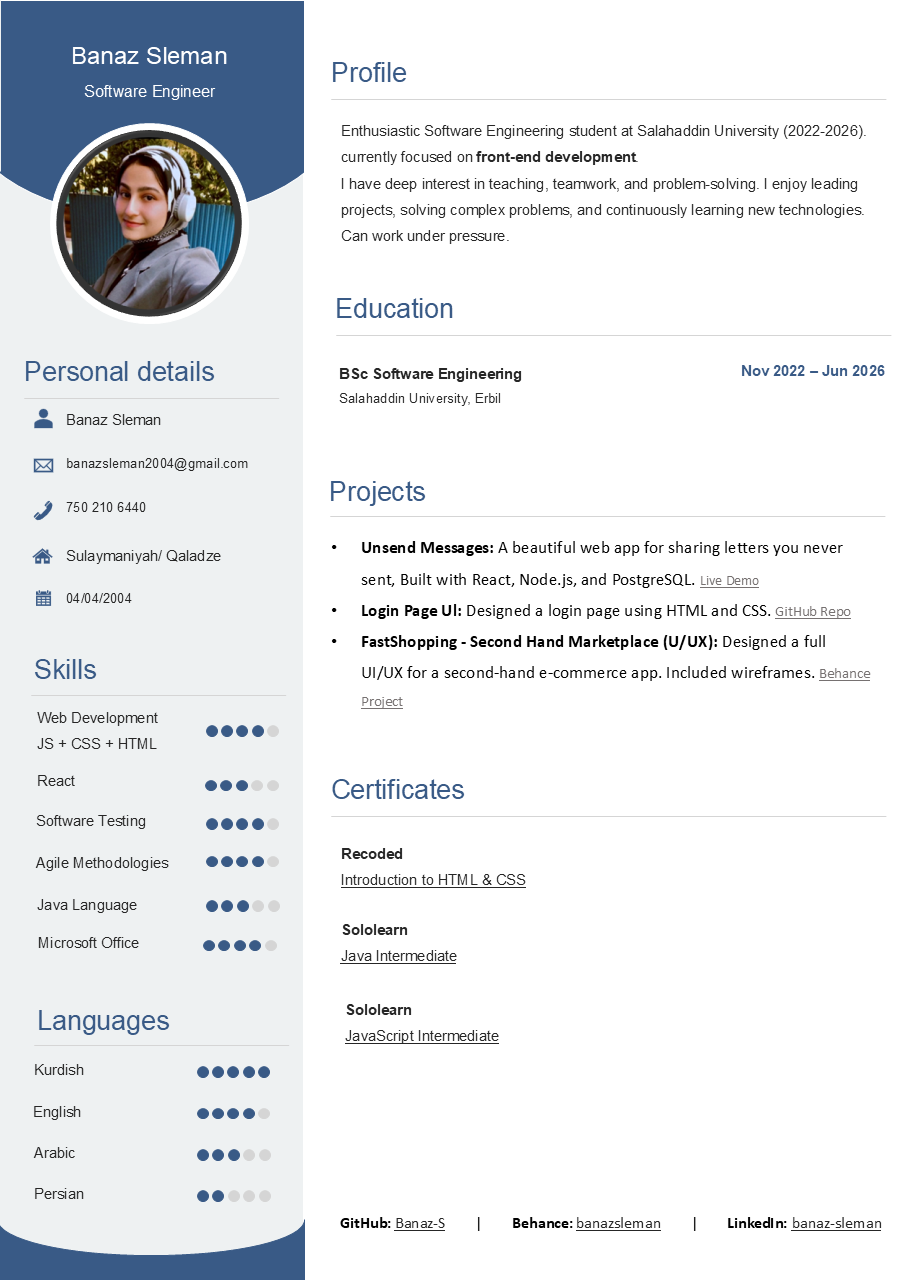 Banaz Sleman
Software Engineer
Personal details
Banaz Sleman
banazsleman2004@gmail.com
750 210 6440
Sulaymaniyah/ Qaladze
04/04/2004
Skills
Web Development
JS + CSS + HTML
React
Software Testing
Agile Methodologies
Java Language
Microsoft Office
Languages
Kurdish
English
Arabic
Persian
Profile
Enthusiastic Software Engineering student at Salahaddin University (2022-2026).
currently focused on front-end development.
I have deep interest in teaching, teamwork, and problem-solving. I enjoy leading
projects, solving complex problems, and continuously learning new technologies.
Can work under pressure.
Education
BSc Software Engineering
Nov 2022 – Jun 2026
Salahaddin University, Erbil
Projects
• Unsend Messages: A beautiful web app for sharing letters you never
sent, Built with React, Node.js, and PostgreSQL. Live Demo
• Login Page UI: Designed a login page using HTML and CSS. GitHub Repo
• FastShopping - Second Hand Marketplace (U/UX): Designed a full
UI/UX for a second-hand e-commerce app. Included wireframes. Behance
Project
Certificates
Recoded
Introduction to HTML & CSS
Sololearn
Java Intermediate
Sololearn
JavaScript Intermediate
GitHub: Banaz-S | Behance: banazsleman | LinkedIn: banaz-sleman